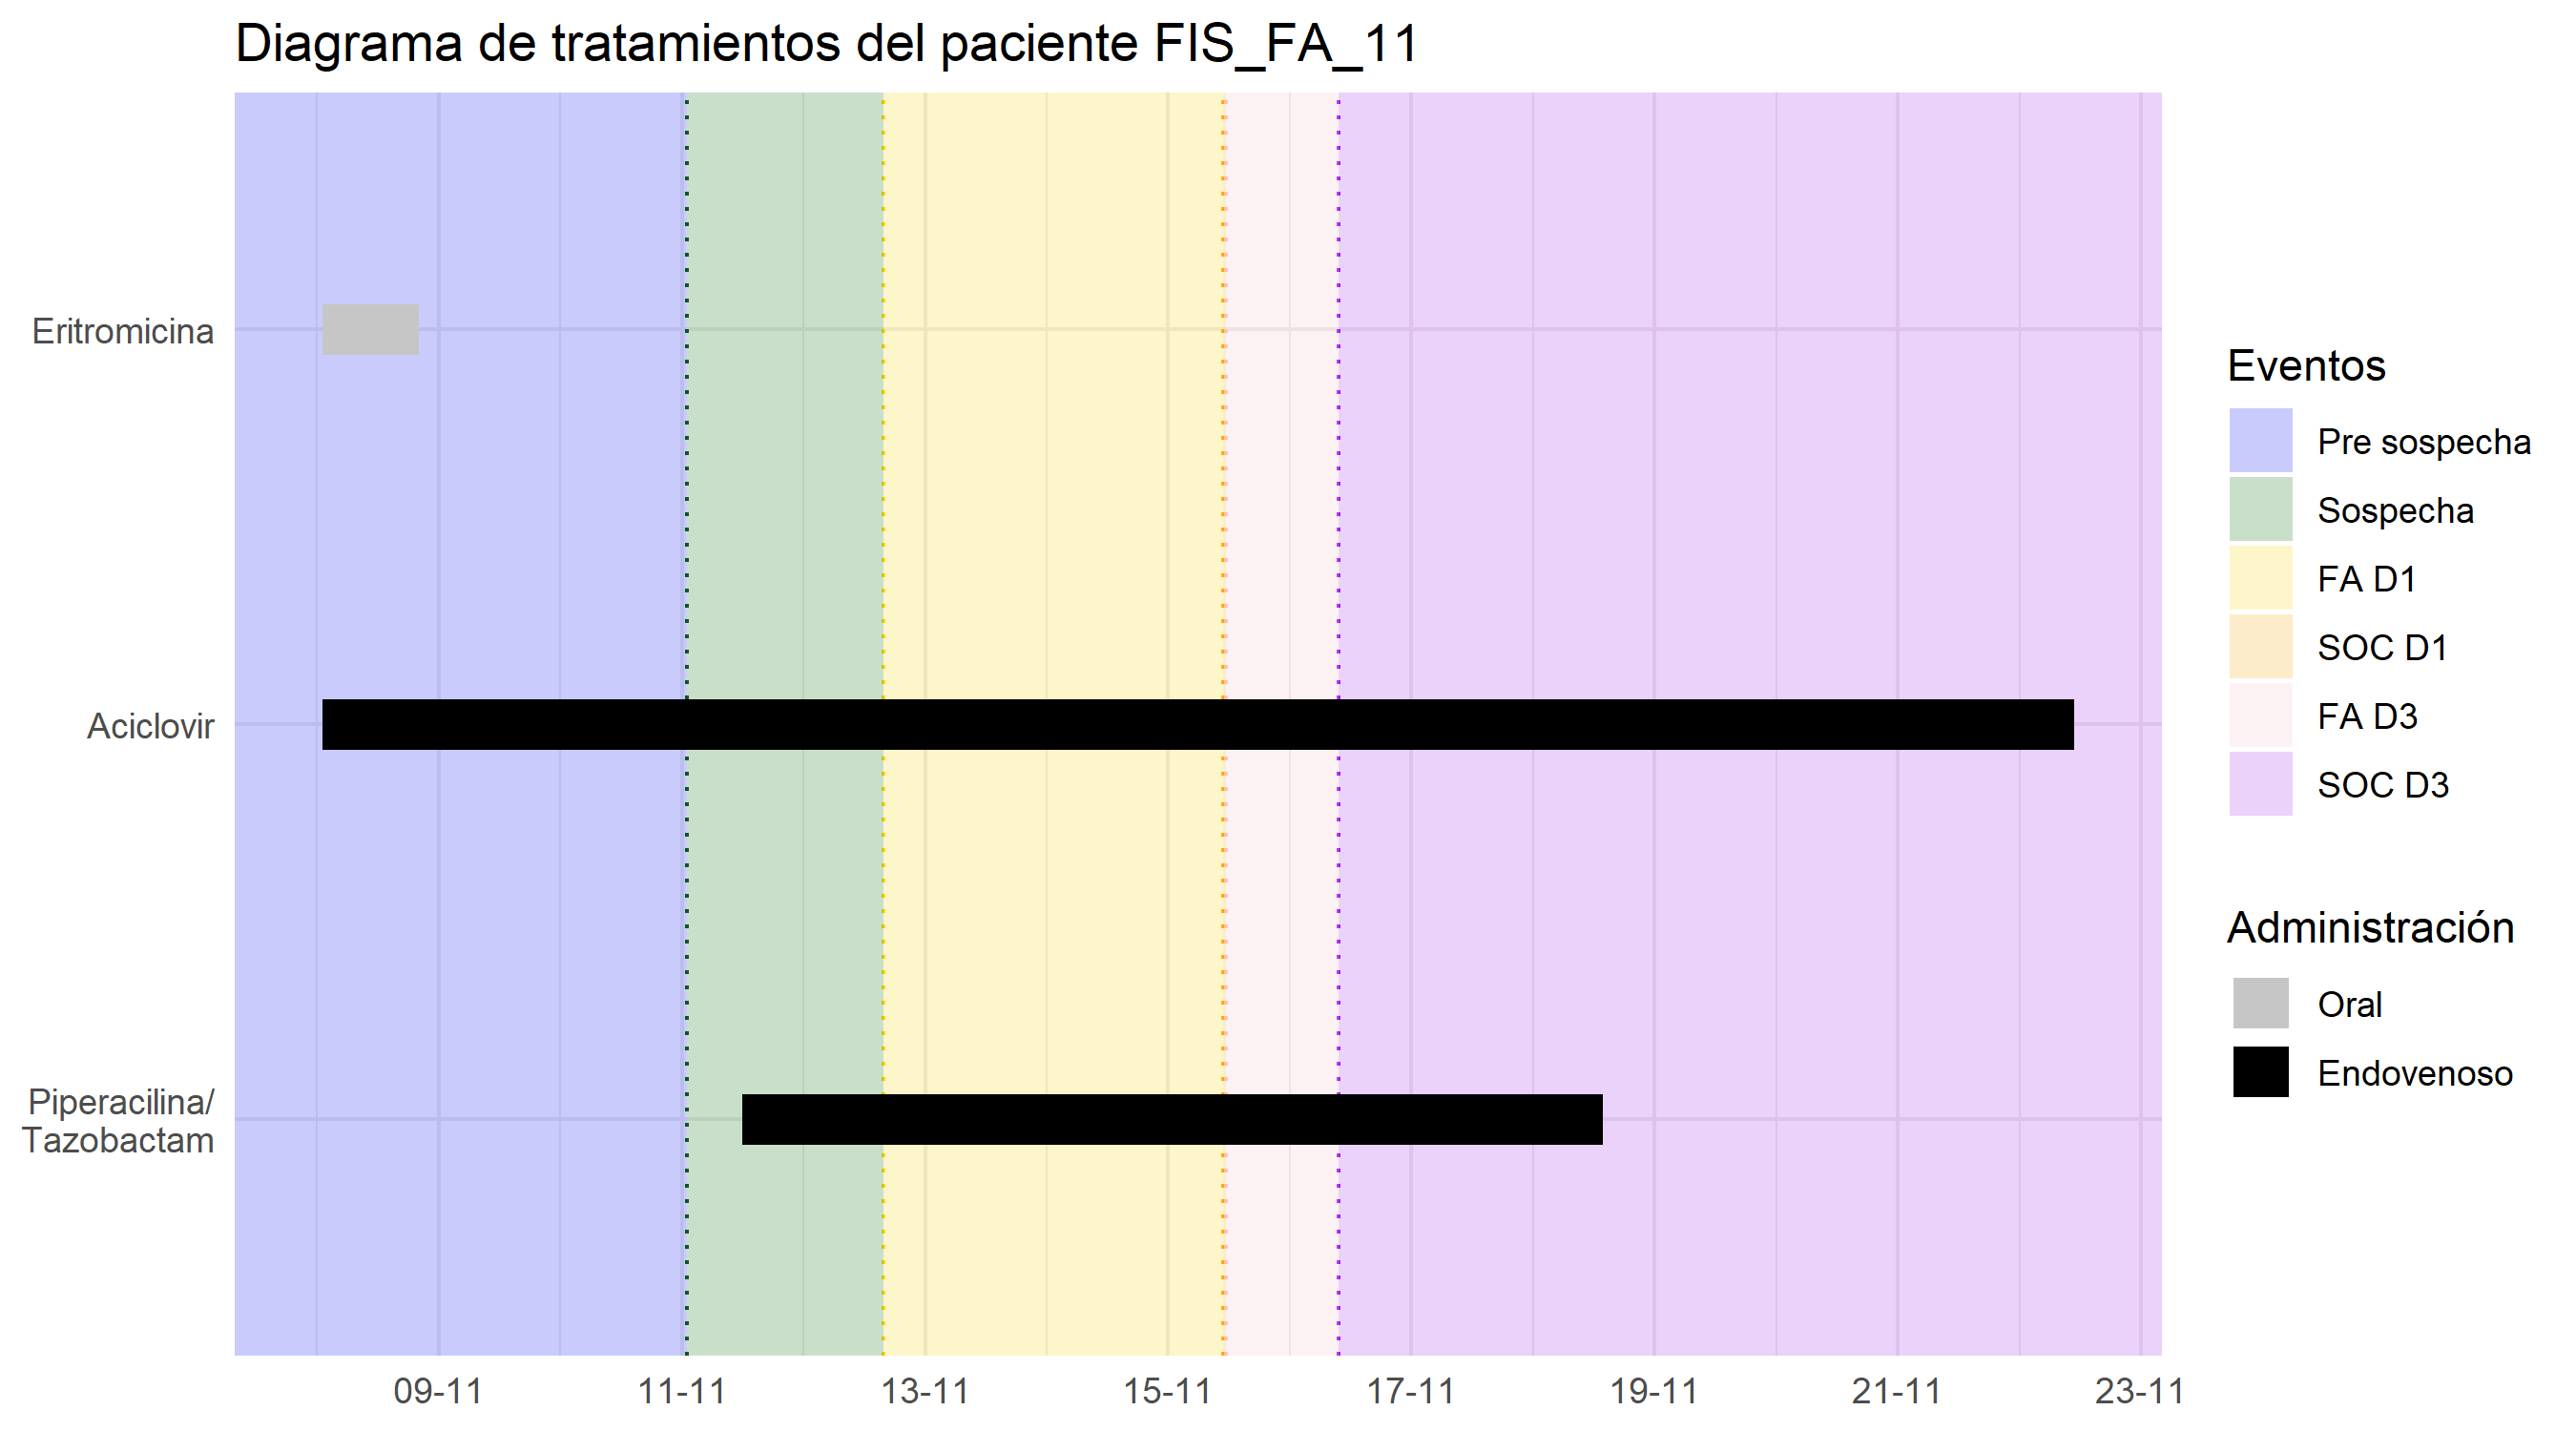 Diagrama de tratamientos del paciente FIS_FA_11
Eritromicina
Aciclovir
Piperacilina/
Tazobactam
09-11
11-11
13-11
15-11
17-11
19-11
21-11
23-11
Eventos
Pre sospecha
Sospecha
FA D1
SOC D1
FA D3
SOC D3
Administración
Oral
Endovenoso